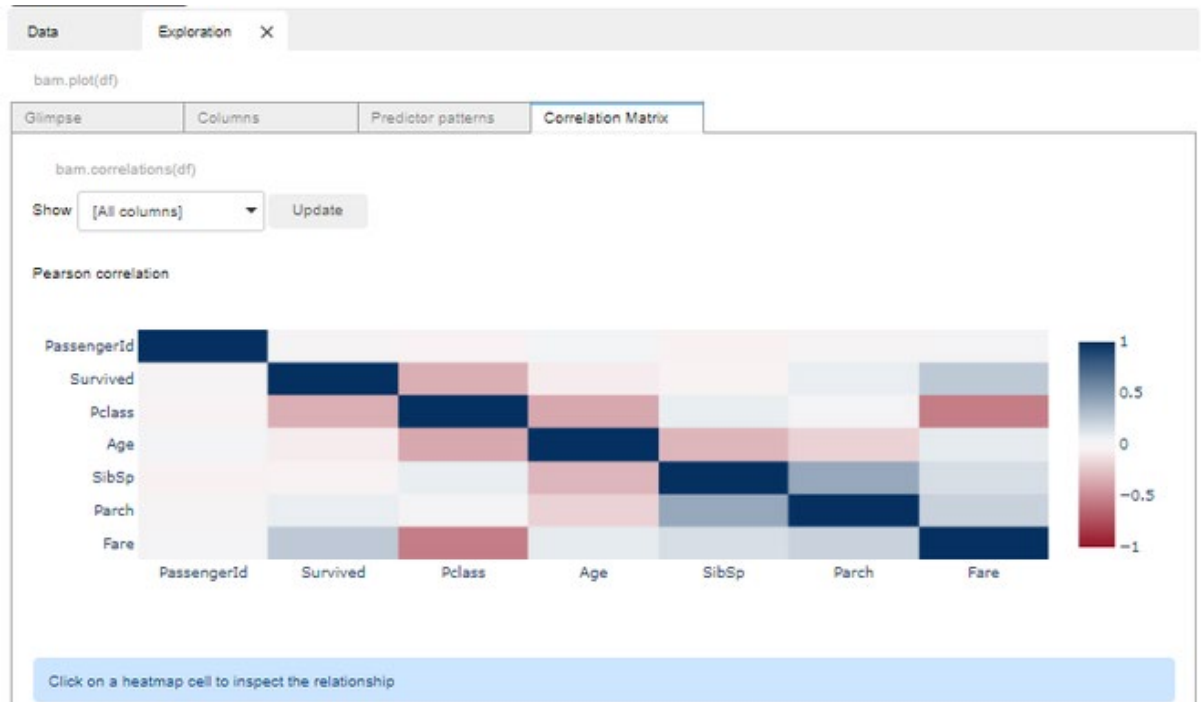 Data Exploration X
bam.plot(df)
Glimpse Columns Predictor patterns Correlation Matrix
bam.correlations(df)
Show [All columns] Update
Pearson correlation
PassengerId
Survived
Pclass
Age
SibSp
Parch
Fare
PassengerId Survived Pclass Age SibSp Parch Fare
1
0.5
0
−0.5
−1
Click on a heatmap cell to inspect the relationship